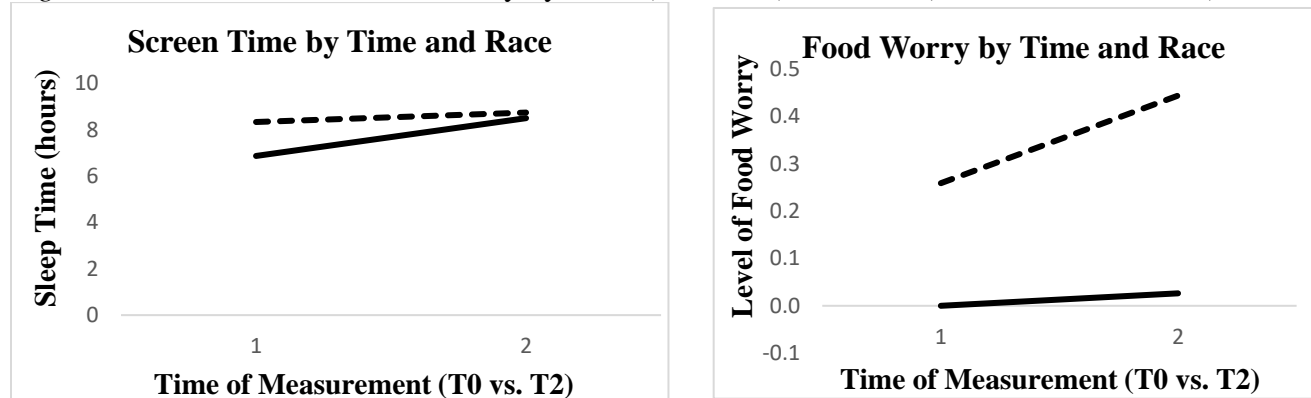 Screen Time by Time and Race
Sleep Time (hours)
10
8
6
4
2
0
1
2
Time of Measurement (T0 vs. T2)
Food Worry by Time and Race
Level of Food Worry
0.5
0.4
0.3
0.2
0.1
0.0
-0.1
1
2
Time of Measurement (T0 vs. T2)